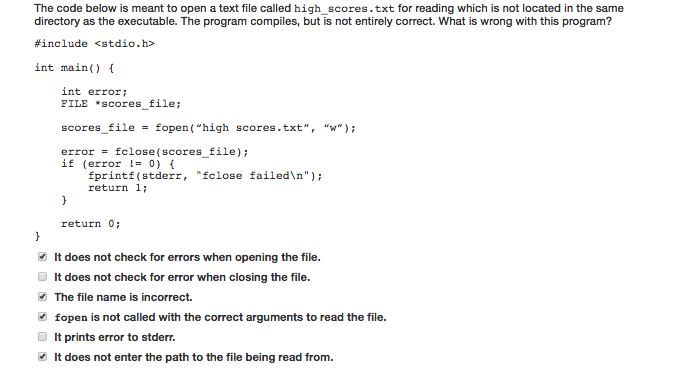 The code below is meant to open a text file called high_scores.txt for reading which is not located in the same
directory as the executable. The program compiles, but is not entirely correct. What is wrong with this program?
#include <stdio.h>
int main() {
int error;
FILE *scores_file;
scores_file = fopen(“high scores.txt”, “w”);
error = fclose(scores_file);
if (error != 0) {
fprintf(stderr, "fclose failed\n");
return 1;
}
return 0;
}
It does not check for errors when opening the file.
It does not check for error when closing the file.
The file name is incorrect.
fopen is not called with the correct arguments to read the file.
It prints error to stderr.
It does not enter the path to the file being read from.